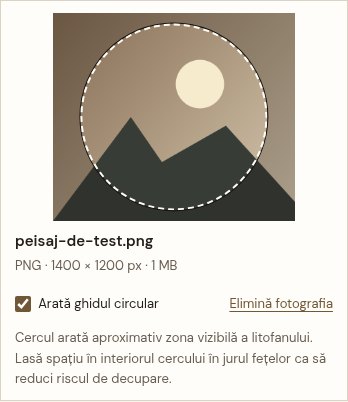 peisaj-de-test.png
PNG · 1400 × 1200 px · 1 MB
Arată ghidul circular
Elimină fotografia
Cercul arată aproximativ zona vizibilă a litofanului.
Lasă spațiu în interiorul cercului în jurul fețelor ca să
reduci riscul de decupare.